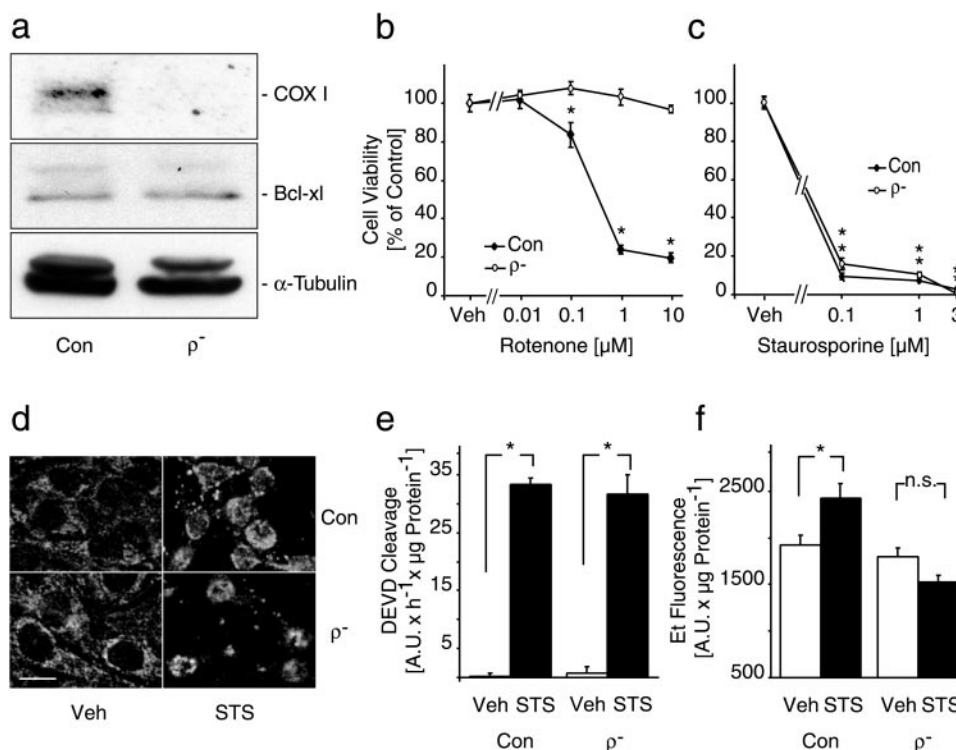 a
- COX I
- Bcl-xl
- α-Tubulin
Con ρ-
b
Cell Viability
[% of Control]
100
80
60
40
20
0
*
*
*
Con
ρ-
Veh 0.01 0.1 1 10
Rotenone [µM]
c
100
80
60
40
20
0
Con
ρ-
*
*
*
*
*
*
Veh 0.1 1 3
Staurosporine [µM]
d
Con
ρ-
Veh STS
e
DEVD Cleavage
[A.U. x h-1 x µg Protein-1]
35
25
15
5
*
*
Veh STS Veh STS
Con ρ-
f
Et Fluorescence
[A.U. x µg Protein-1]
2500
1500
500
*
n.s.
Veh STS Veh STS
Con ρ-